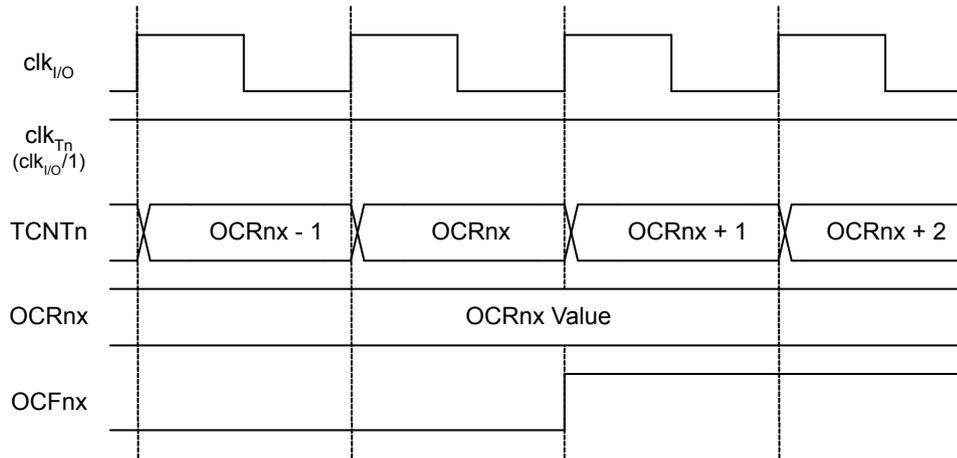 clkI/O
clkTn
(clkI/O/1)
TCNTn OCRnx - 1 OCRnx OCRnx + 1 OCRnx + 2
OCRnx OCRnx Value
OCFnx